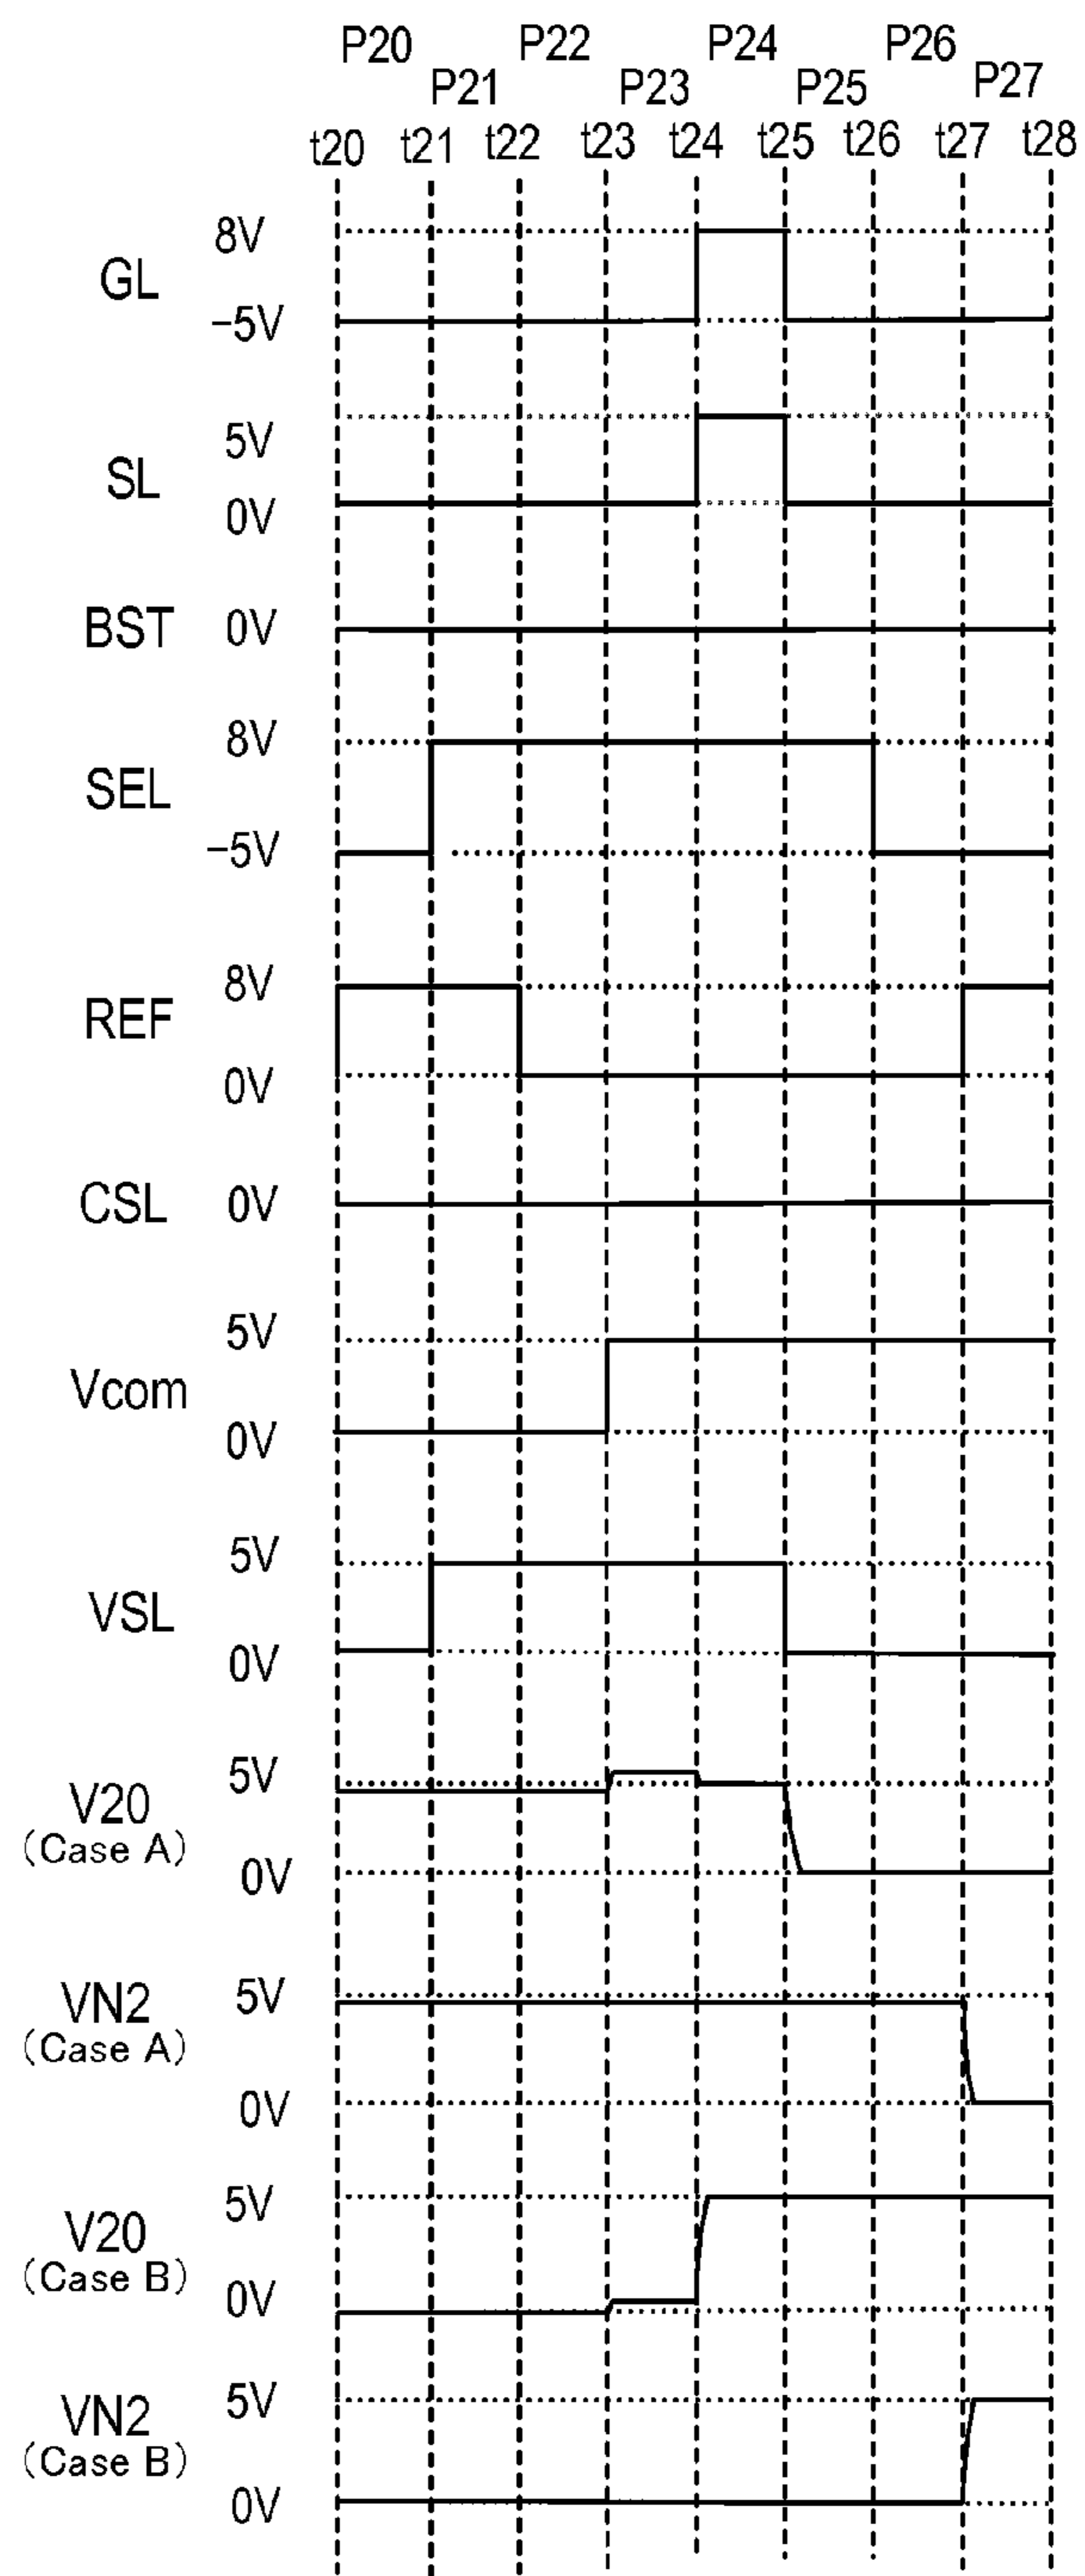 P20 P22 P24 P26
P21 P23 P25 P27
t20 t21 t22 t23 t24 t25 t26 t27 t28
8V
GL
−5V
5V
SL
0V
BST 0V
8V
SEL
−5V
8V
REF
0V
CSL 0V
5V
Vcom
0V
5V
VSL
0V
5V
V20
(Case A)
0V
5V
VN2
(Case A)
0V
5V
V20
(Case B)
0V
5V
VN2
(Case B)
0V